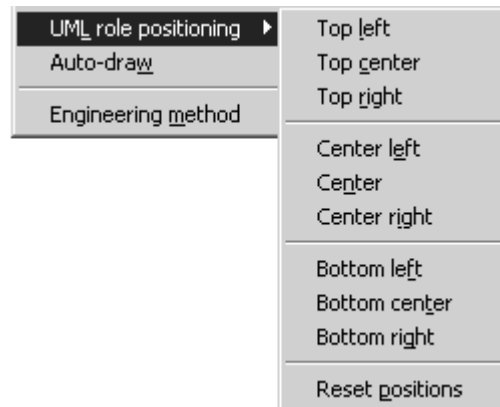 UML role positioning
Auto-draw
Engineering method
Top left
Top center
Top right
Center left
Center
Center right
Bottom left
Bottom center
Bottom right
Reset positions